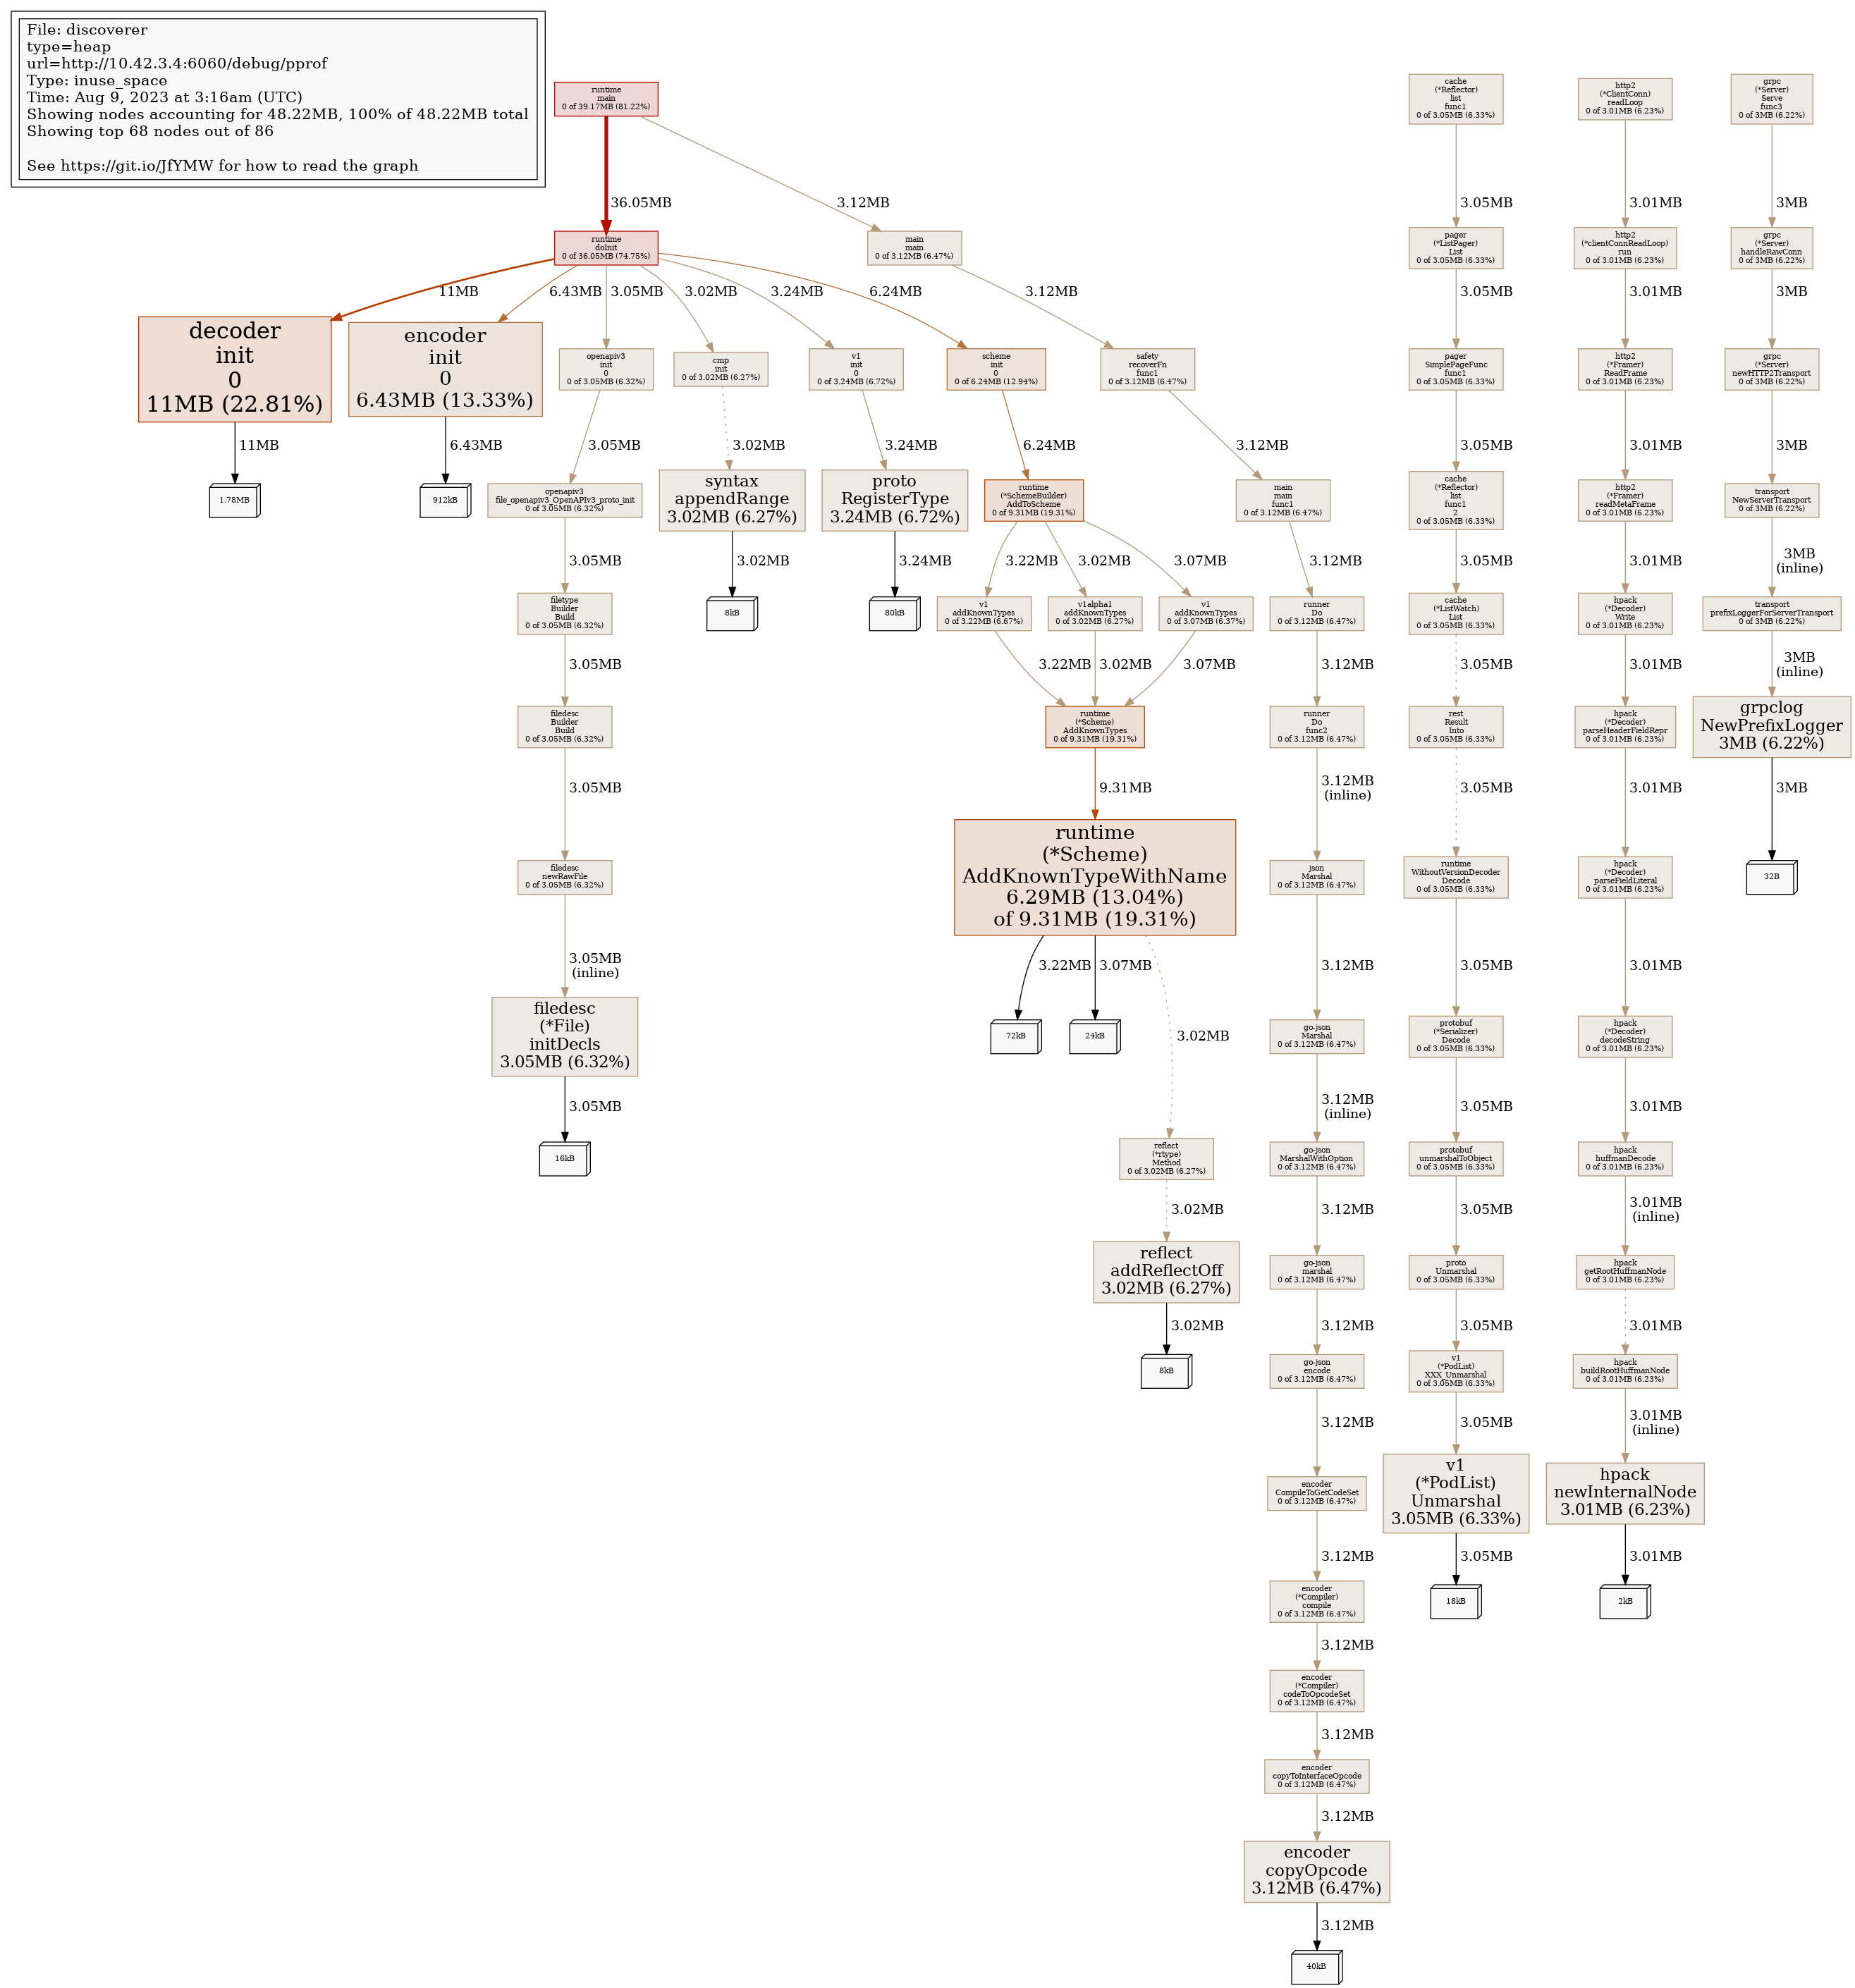 File: discoverer
type=heap
url=http://10.42.3.4:6060/debug/pprof
Type: inuse_space
Time: Aug 9, 2023 at 3:16am (UTC)
Showing nodes accounting for 48.22MB, 100% of 48.22MB total
Showing top 68 nodes out of 86
See https://git.io/JfYMW for how to read the graph
runtime
main
0 of 39.17MB (81.22%)
36.05MB
3.12MB
runtime
doInit
0 of 36.05MB (74.75%)
11MB
6.43MB
3.05MB
3.02MB
3.24MB
6.24MB
decoder
init
0
11MB (22.81%)
11MB
1.78MB
encoder
init
0
6.43MB (13.33%)
6.43MB
912kB
openapiv3
init
0
0 of 3.05MB (6.32%)
3.05MB
openapiv3
file_openapiv3_OpenAPIv3_proto_init
0 of 3.05MB (6.32%)
3.05MB
filetype
Builder
Build
0 of 3.05MB (6.32%)
3.05MB
filedesc
Builder
Build
0 of 3.05MB (6.32%)
3.05MB
filedesc
newRawFile
0 of 3.05MB (6.32%)
3.05MB
(inline)
filedesc
(*File)
initDecls
3.05MB (6.32%)
3.05MB
16kB
cmp
init
0 of 3.02MB (6.27%)
3.02MB
syntax
appendRange
3.02MB (6.27%)
3.02MB
8kB
v1
init
0
0 of 3.24MB (6.72%)
3.24MB
proto
RegisterType
3.24MB (6.72%)
3.24MB
80kB
scheme
init
0
0 of 6.24MB (12.94%)
6.24MB
runtime
(*SchemeBuilder)
AddToScheme
0 of 9.31MB (19.31%)
3.22MB
3.02MB
3.07MB
v1
addKnownTypes
0 of 3.22MB (6.67%)
v1alpha1
addKnownTypes
0 of 3.02MB (6.27%)
v1
addKnownTypes
0 of 3.07MB (6.37%)
3.22MB
3.02MB
3.07MB
runtime
(*Scheme)
AddKnownTypes
0 of 9.31MB (19.31%)
9.31MB
runtime
(*Scheme)
AddKnownTypeWithName
6.29MB (13.04%)
of 9.31MB (19.31%)
3.22MB
3.07MB
3.02MB
72kB
24kB
reflect
(*rtype)
Method
0 of 3.02MB (6.27%)
3.02MB
reflect
addReflectOff
3.02MB (6.27%)
3.02MB
8kB
main
main
0 of 3.12MB (6.47%)
3.12MB
safety
recoverFn
func1
0 of 3.12MB (6.47%)
3.12MB
main
main
func1
0 of 3.12MB (6.47%)
3.12MB
runner
Do
0 of 3.12MB (6.47%)
3.12MB
runner
Do
func2
0 of 3.12MB (6.47%)
3.12MB
(inline)
json
Marshal
0 of 3.12MB (6.47%)
3.12MB
go-json
Marshal
0 of 3.12MB (6.47%)
3.12MB
(inline)
go-json
MarshalWithOption
0 of 3.12MB (6.47%)
3.12MB
go-json
marshal
0 of 3.12MB (6.47%)
3.12MB
go-json
encode
0 of 3.12MB (6.47%)
3.12MB
encoder
CompileToGetCodeSet
0 of 3.12MB (6.47%)
3.12MB
encoder
(*Compiler)
compile
0 of 3.12MB (6.47%)
3.12MB
encoder
(*Compiler)
codeToOpcodeSet
0 of 3.12MB (6.47%)
3.12MB
encoder
copyToInterfaceOpcode
0 of 3.12MB (6.47%)
3.12MB
encoder
copyOpcode
3.12MB (6.47%)
3.12MB
40kB
cache
(*Reflector)
list
func1
0 of 3.05MB (6.33%)
3.05MB
pager
(*ListPager)
List
0 of 3.05MB (6.33%)
3.05MB
pager
SimplePageFunc
func1
0 of 3.05MB (6.33%)
3.05MB
cache
(*Reflector)
list
func1
2
0 of 3.05MB (6.33%)
3.05MB
cache
(*ListWatch)
List
0 of 3.05MB (6.33%)
3.05MB
rest
Result
Into
0 of 3.05MB (6.33%)
3.05MB
runtime
WithoutVersionDecoder
Decode
0 of 3.05MB (6.33%)
3.05MB
protobuf
(*Serializer)
Decode
0 of 3.05MB (6.33%)
3.05MB
protobuf
unmarshalToObject
0 of 3.05MB (6.33%)
3.05MB
proto
Unmarshal
0 of 3.05MB (6.33%)
3.05MB
v1
(*PodList)
XXX_Unmarshal
0 of 3.05MB (6.33%)
3.05MB
v1
(*PodList)
Unmarshal
3.05MB (6.33%)
3.05MB
18kB
http2
(*ClientConn)
readLoop
0 of 3.01MB (6.23%)
3.01MB
http2
(*clientConnReadLoop)
run
0 of 3.01MB (6.23%)
3.01MB
http2
(*Framer)
ReadFrame
0 of 3.01MB (6.23%)
3.01MB
http2
(*Framer)
readMetaFrame
0 of 3.01MB (6.23%)
3.01MB
hpack
(*Decoder)
Write
0 of 3.01MB (6.23%)
3.01MB
hpack
(*Decoder)
parseHeaderFieldRepr
0 of 3.01MB (6.23%)
3.01MB
hpack
(*Decoder)
parseFieldLiteral
0 of 3.01MB (6.23%)
3.01MB
hpack
(*Decoder)
decodeString
0 of 3.01MB (6.23%)
3.01MB
hpack
huffmanDecode
0 of 3.01MB (6.23%)
3.01MB
(inline)
hpack
getRootHuffmanNode
0 of 3.01MB (6.23%)
3.01MB
hpack
buildRootHuffmanNode
0 of 3.01MB (6.23%)
3.01MB
(inline)
hpack
newInternalNode
3.01MB (6.23%)
3.01MB
2kB
grpc
(*Server)
Serve
func3
0 of 3MB (6.22%)
3MB
grpc
(*Server)
handleRawConn
0 of 3MB (6.22%)
3MB
grpc
(*Server)
newHTTP2Transport
0 of 3MB (6.22%)
3MB
transport
NewServerTransport
0 of 3MB (6.22%)
3MB
(inline)
transport
prefixLoggerForServerTransport
0 of 3MB (6.22%)
3MB
(inline)
grpclog
NewPrefixLogger
3MB (6.22%)
3MB
32B